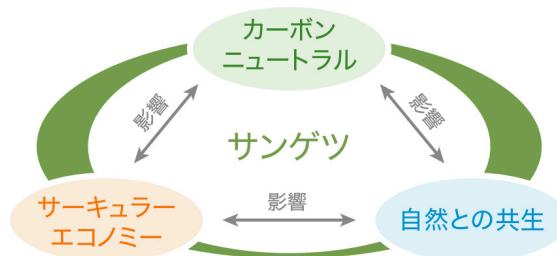 カーボン
ニュートラル
影響
影響
サンゲツ
サーキュラー
エコノミー
影響
自然との共生